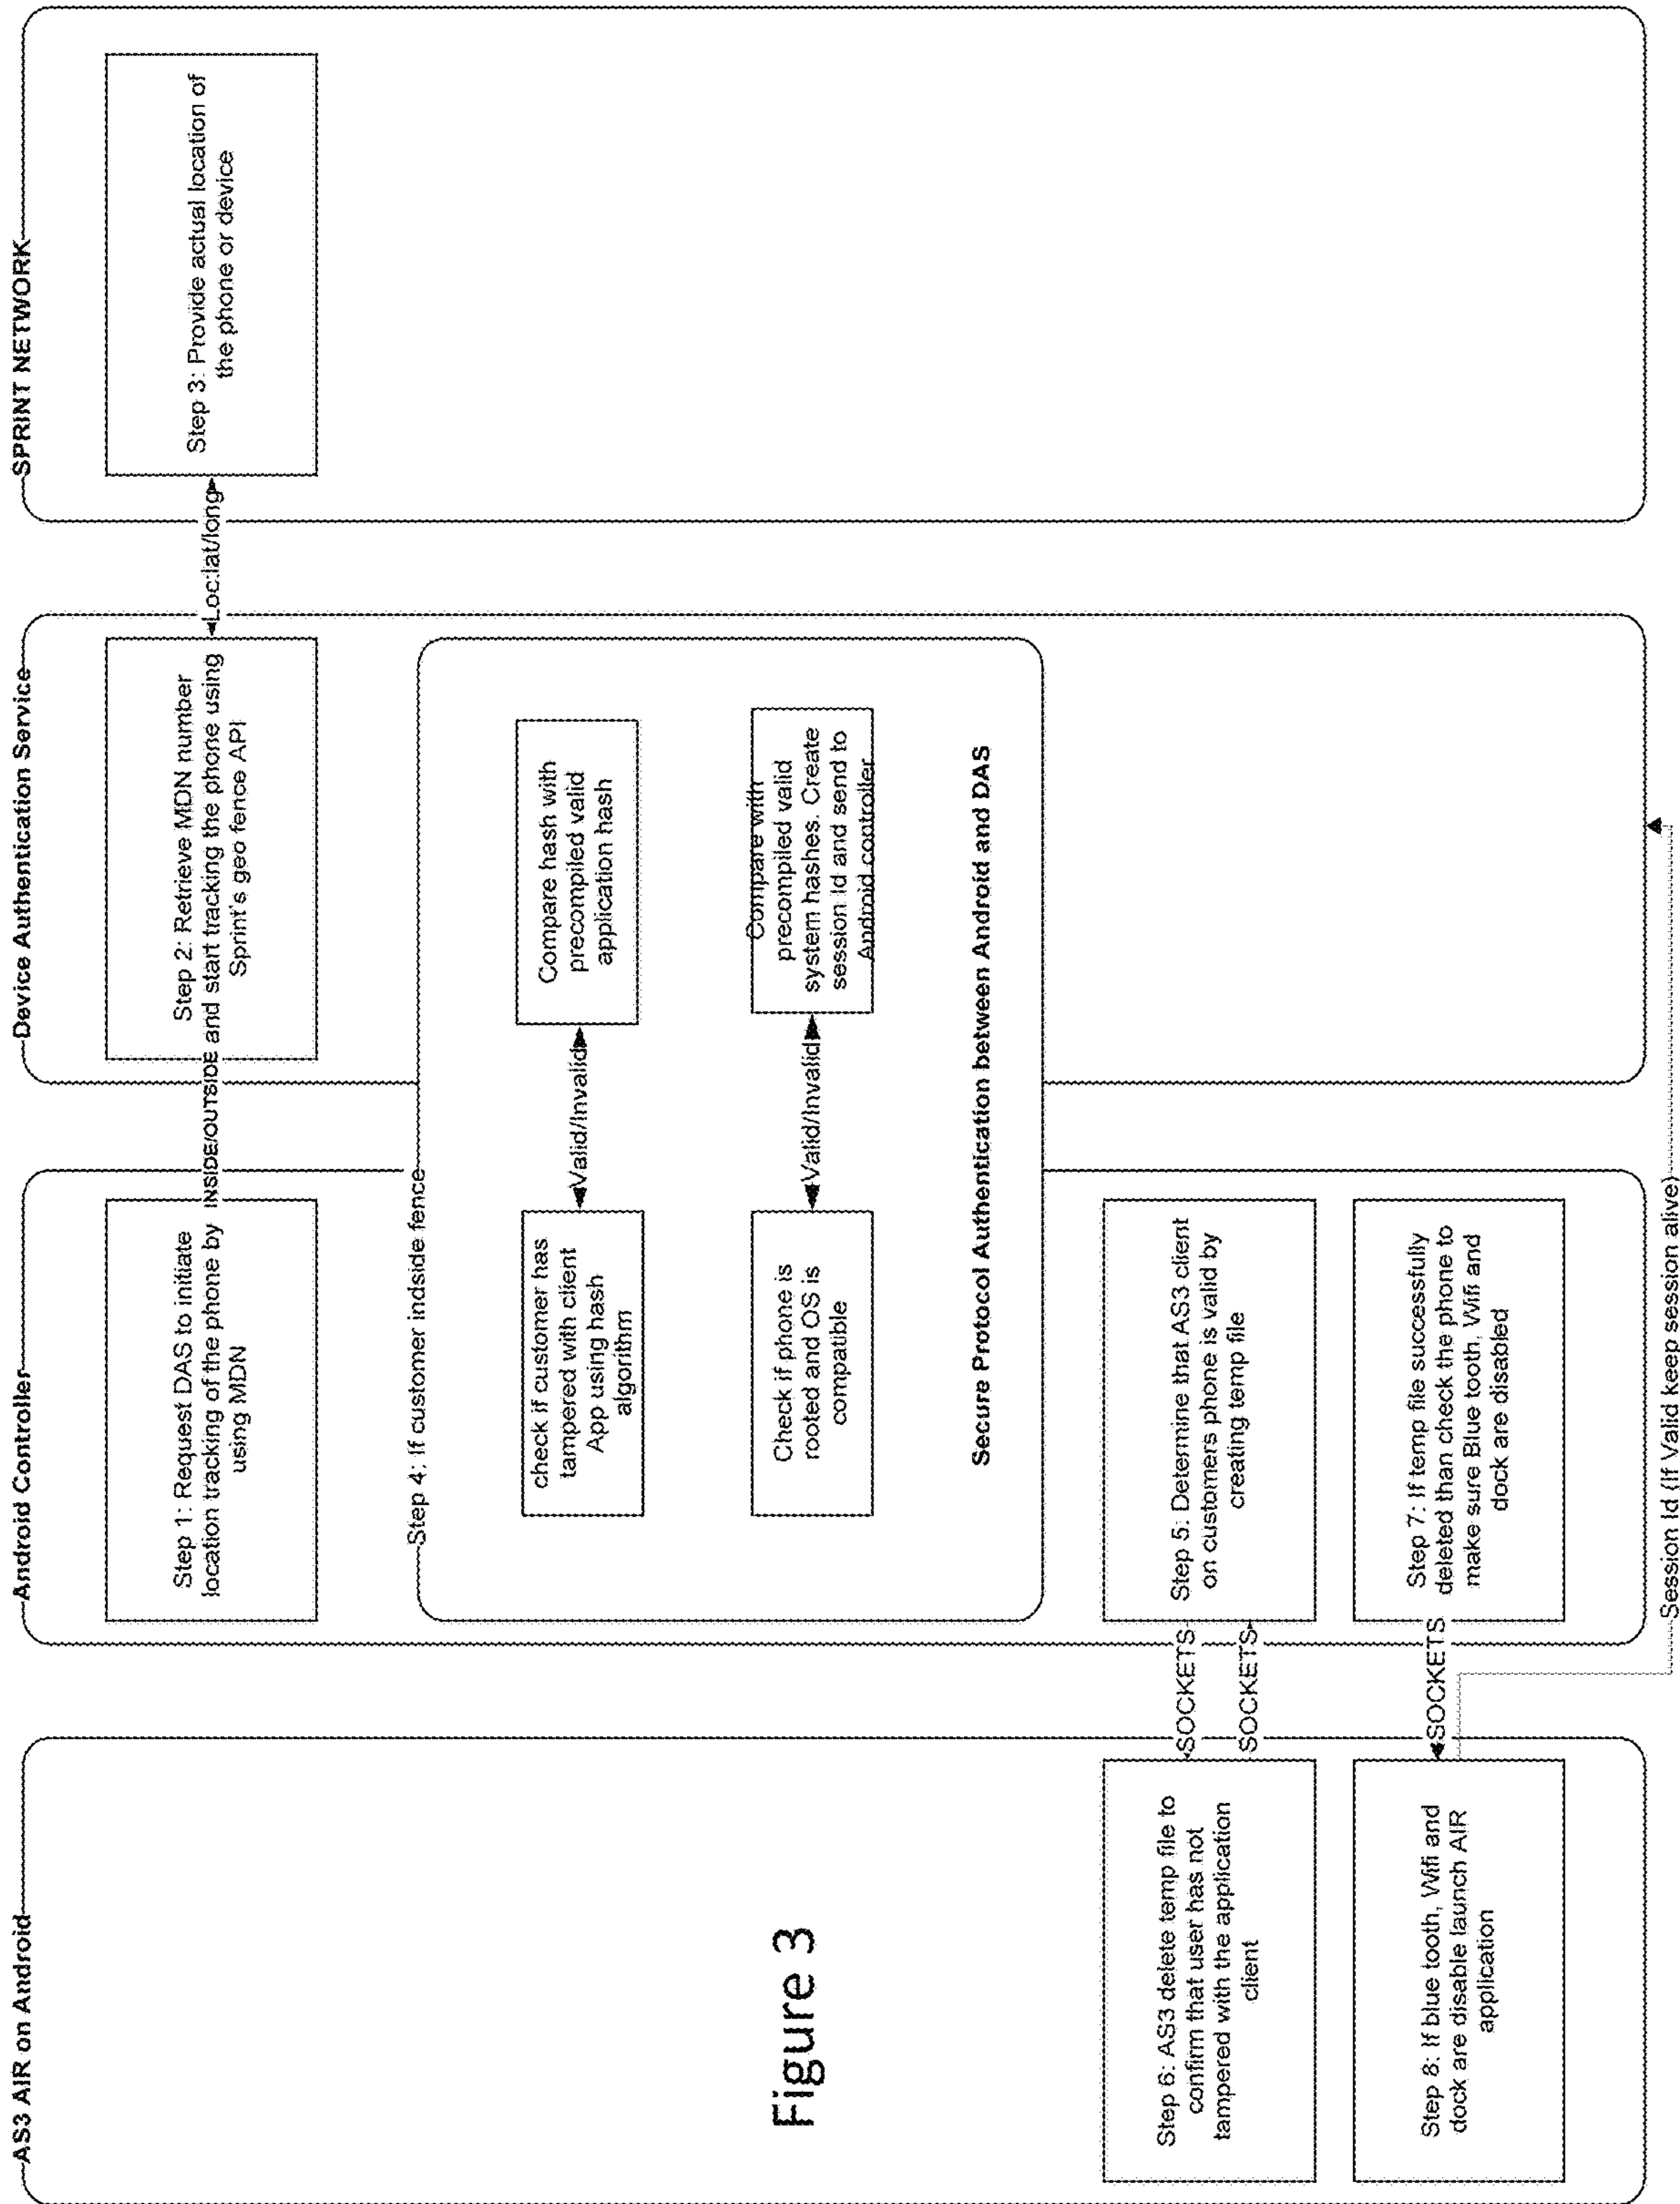 AS3 AIR on Android
Android Controller
Device Authentication Service
SPRINT NETWORK
Step 1: Request DAS to initiate
location tracking of the phone by
using MDN
INSIDE/OUTSIDE
Step 2: Retrieve MDN number
and start tracking the phone using
Sprint's geo fence API
Loc:lat/long
Step 3: Provide actual location of
the phone or device
Step 4: If customer indside fence
check if customer has
tampered with client
App using hash
algorithm
Valid/Invalid
Compare hash with
precompiled valid
application hash
Check if phone is
rooted and OS is
compatible
Valid/Invalid
Compare with
precompiled valid
system hashes. Create
session Id and send to
Android controller
Secure Protocol Authentication between Android and DAS
Figure 3
Step 6: AS3 delete temp file to
confirm that user has not
tampered with the application
client
SOCKETS
SOCKETS
Step 5: Determine that AS3 client
on customers phone is valid by
creating temp file
Step 8: If blue tooth, Wifi and
dock are disable launch AIR
application
SOCKETS
Step 7: If temp file successfully
deleted than check the phone to
make sure Blue tooth, Wifi and
dock are disabled
Session Id (If Valid keep session alive)